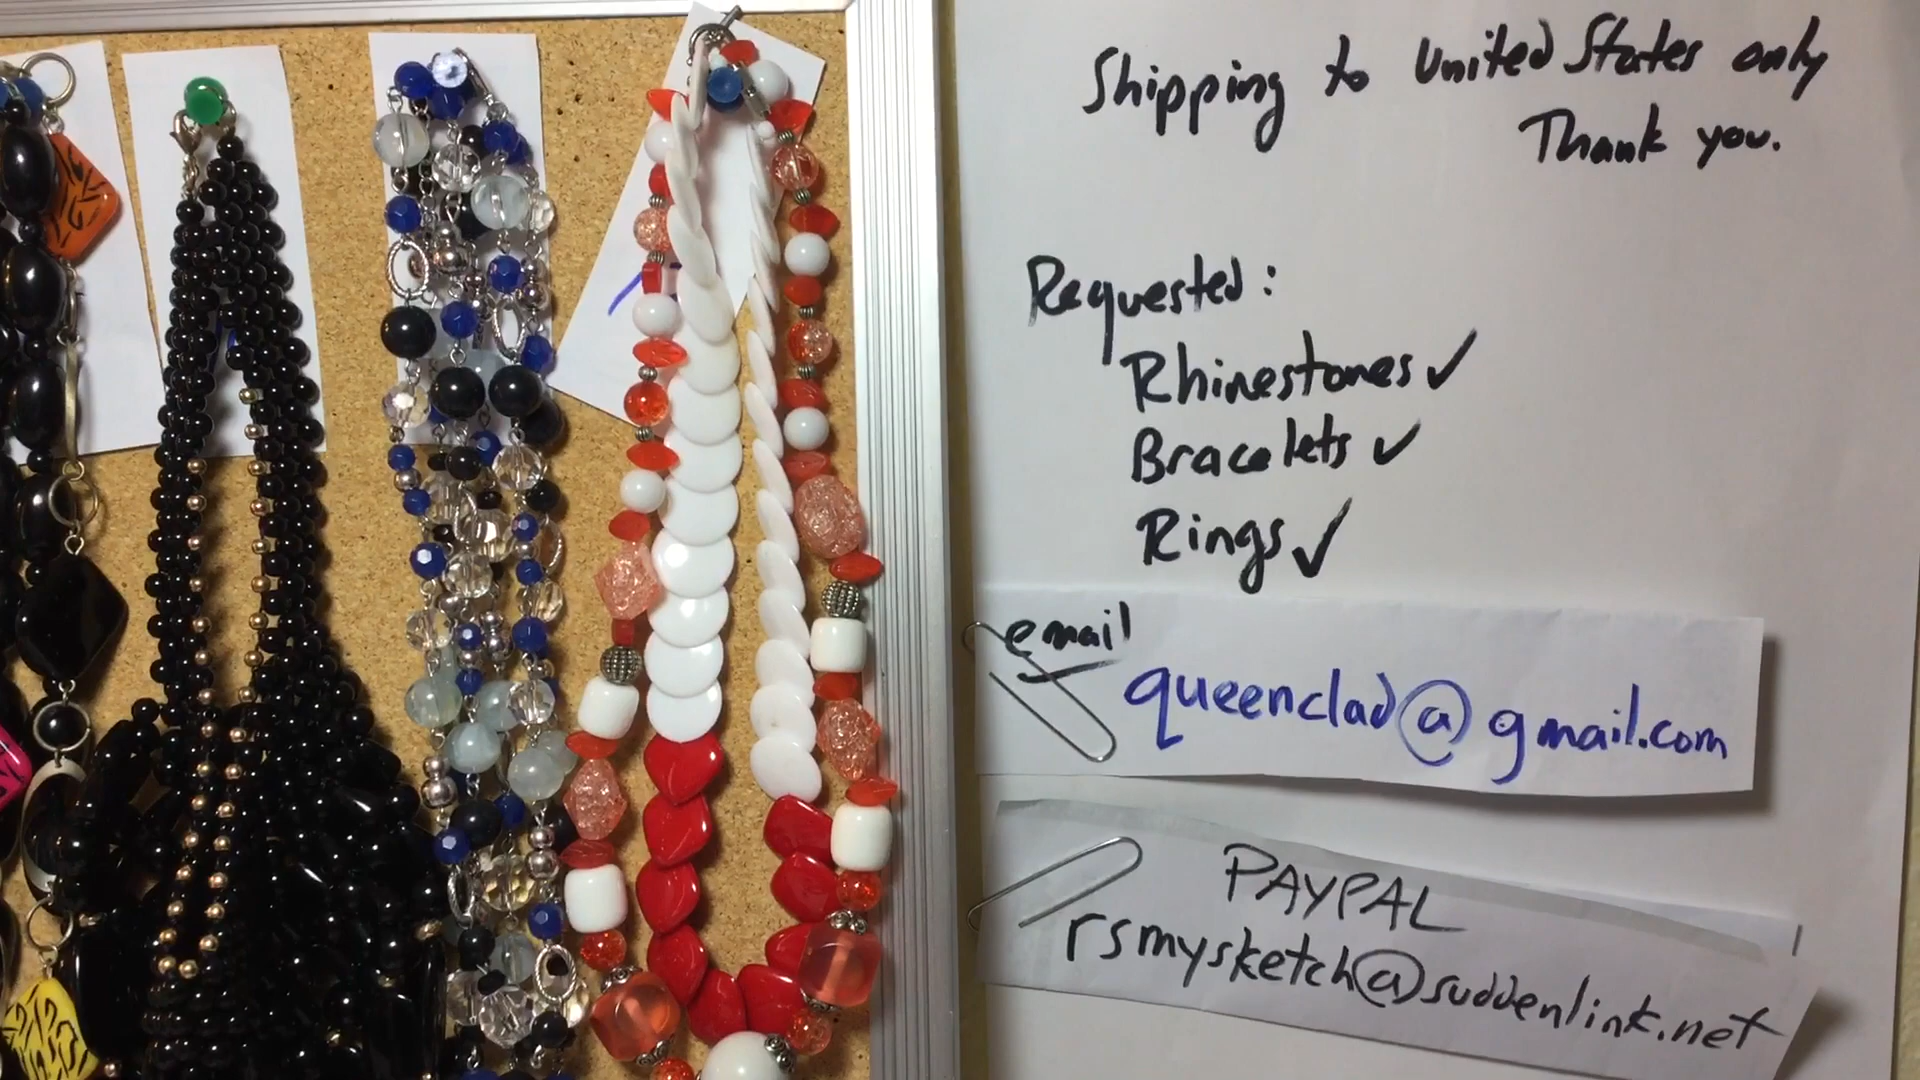 Shipping to United States only
Thank you.
Requested:
Rhinestones ✓
Bracelets ✓
Rings ✓
email
queenclad@gmail.com
PAYPAL
rsmysketch@suddenlink.net